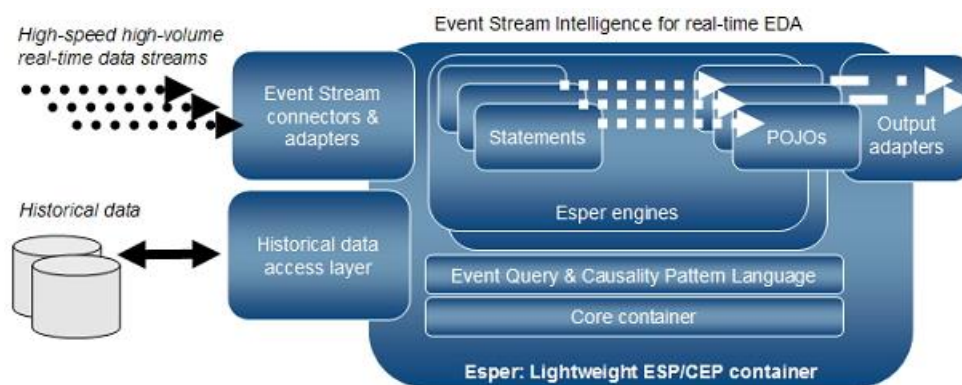 Event Stream Intelligence for real-time EDA
High-speed high-volume
real-time data streams
Event Stream
connectors &
adapters
Statements
POJOs
Output
adapters
Esper engines
Historical data
Historical data
access layer
Event Query & Causality Pattern Language
Core container
Esper: Lightweight ESP/CEP container